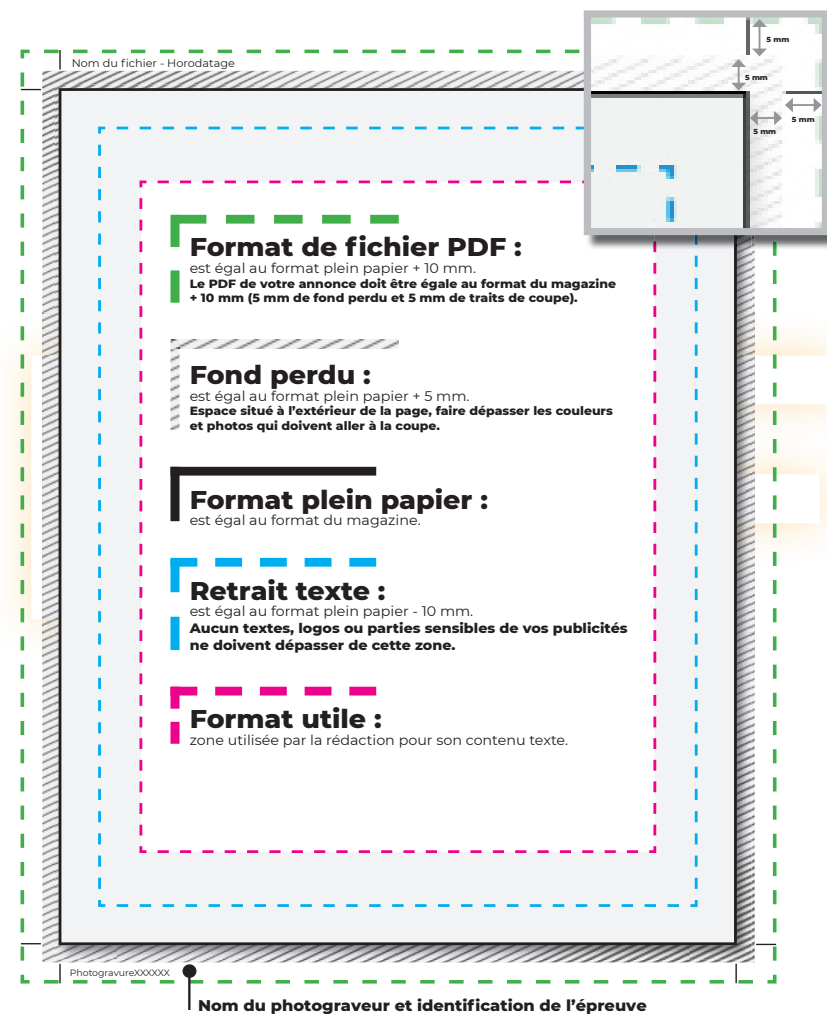 Nom du fichier - Horodatage
5 mm
5 mm
5 mm
5 mm
Format de fichier PDF :
est égal au format plein papier + 10 mm.
Le PDF de votre annonce doit être égale au format du magazine
+ 10 mm (5 mm de fond perdu et 5 mm de traits de coupe).
Fond perdu :
est égal au format plein papier + 5 mm.
Espace situé à l’extérieur de la page, faire dépasser les couleurs
et photos qui doivent aller à la coupe.
Format plein papier :
est égal au format du magazine.
Retrait texte :
est égal au format plein papier - 10 mm.
Aucun textes, logos ou parties sensibles de vos publicités
ne doivent dépasser de cette zone.
Format utile :
zone utilisée par la rédaction pour son contenu texte.
PhotogravureXXXXXX
Nom du photograveur et identification de l’épreuve